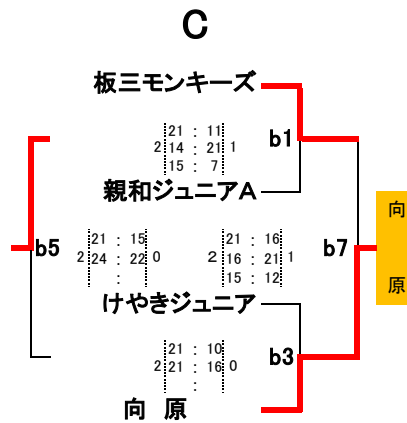 C
板三モンキーズ
21 : 11
2 14 : 21 1
15 : 7
b1
親和ジュニアA
向原
b5
21 : 15
2 24 : 22 0
:
21 : 16
2 16 : 21 1
15 : 12
b7
けやきジュニア
21 : 10
2 21 : 16 0
:
b3
向原